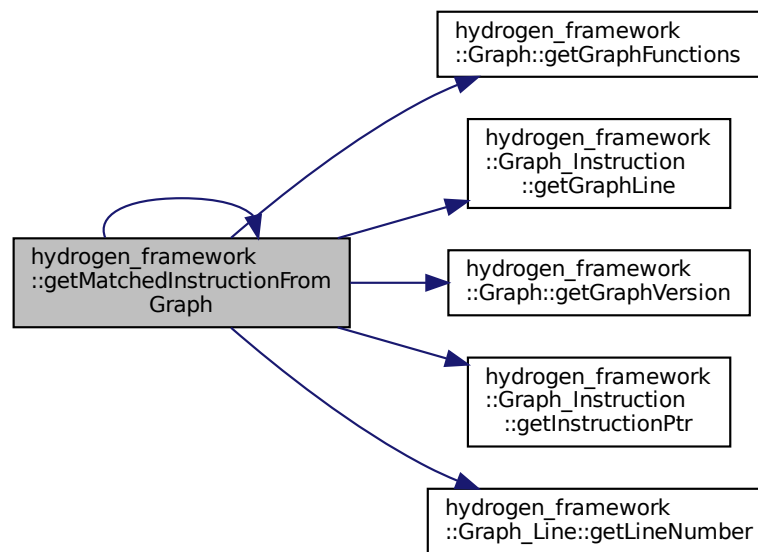 hydrogen_framework
::getMatchedInstructionFrom
Graph
hydrogen_framework
::Graph::getGraphFunctions
hydrogen_framework
::Graph_Instruction
::getGraphLine
hydrogen_framework
::Graph::getGraphVersion
hydrogen_framework
::Graph_Instruction
::getInstructionPtr
hydrogen_framework
::Graph_Line::getLineNumber